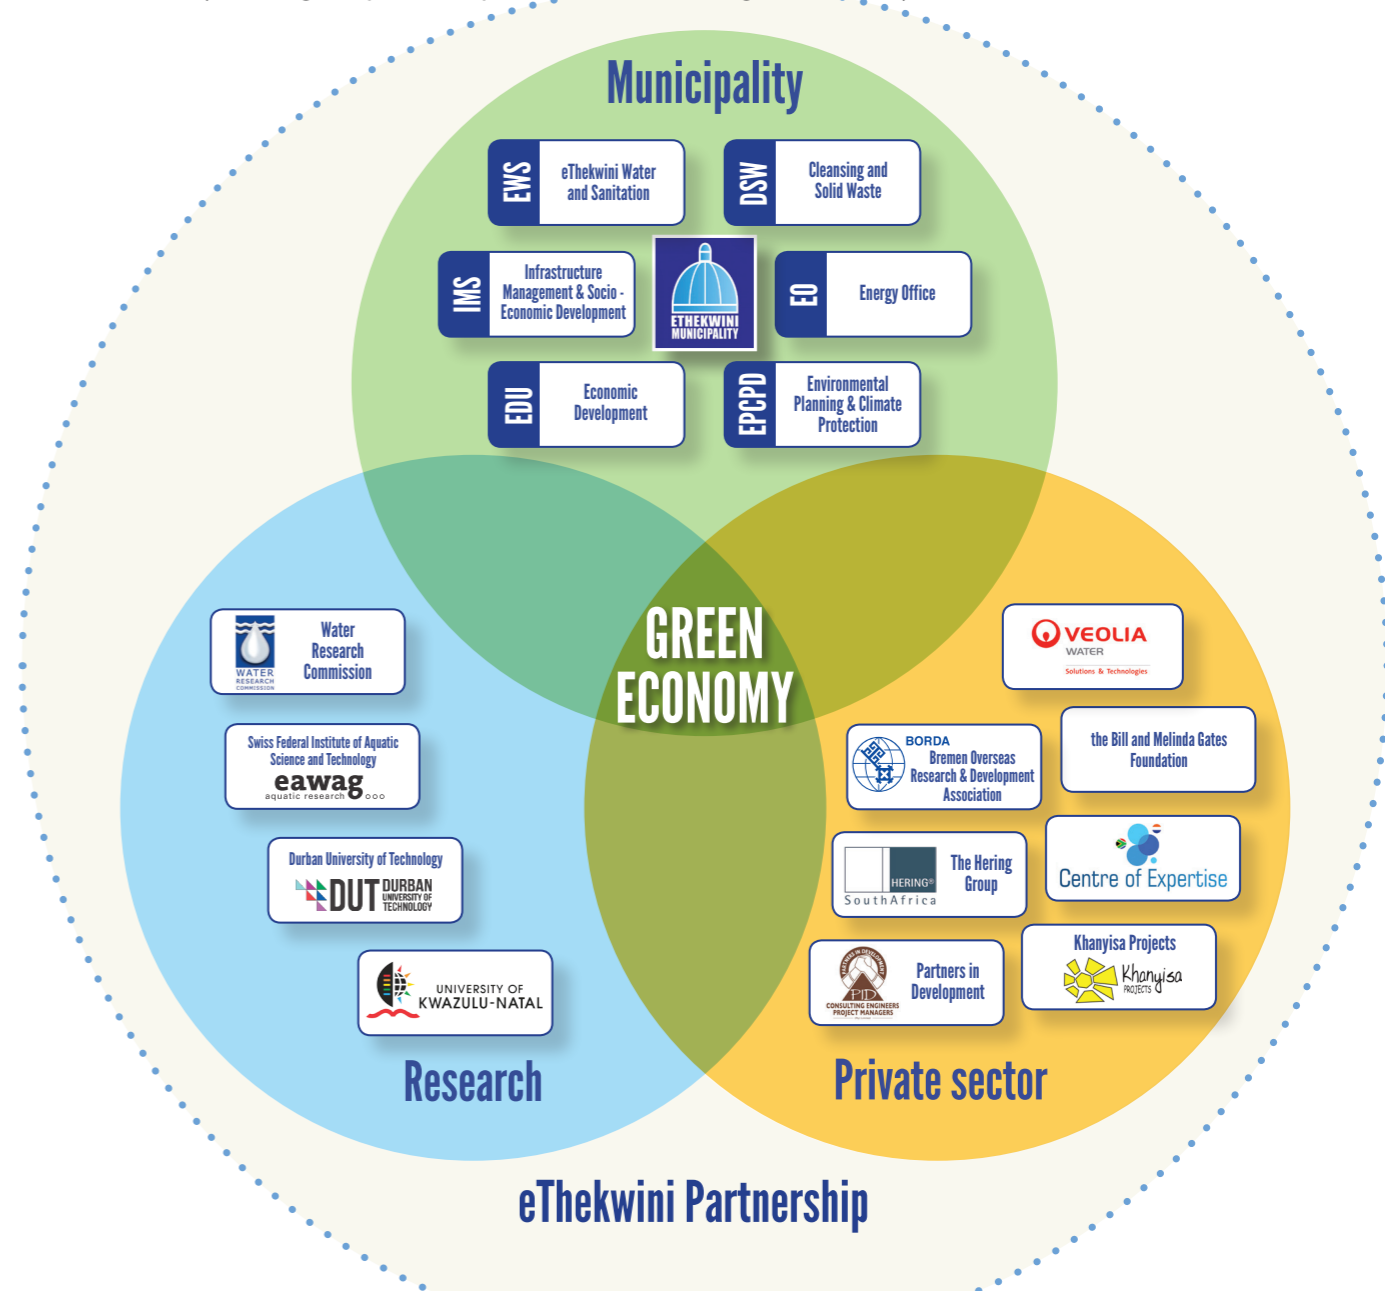 Municipality
EWS
eThekwini Water
and Sanitation
DSW
Cleansing and
Solid Waste
IMS
Infrastructure
Management & Socio -
Economic Development
ETHEKWINI
MUNICIPALITY
EO
Energy Office
EDU
Economic
Development
EPCPD
Environmental
Planning & Climate
Protection
GREEN
ECONOMY
WATER
RESEARCH
COMMISSION
Water
Research
Commission
Swiss Federal Institute of Aquatic
Science and Technology
eawag
aquatic research
Durban University of Technology
DUT
DURBAN
UNIVERSITY OF
TECHNOLOGY
UNIVERSITY OF
KWAZULU-NATAL
Research
VEOLIA
WATER
Solutions & Technologies
BORDA
Bremen Overseas
Research & Development
Association
the Bill and Melinda Gates
Foundation
HERING®
SouthAfrica
The Hering
Group
Centre of Expertise
PARTNERS IN DEVELOPMENT
PID
CONSULTING ENGINEERS
PROJECT MANAGERS
Partners in
Development
Khanyisa Projects
Khanyisa
PROJECTS
Private sector
eThekwini Partnership